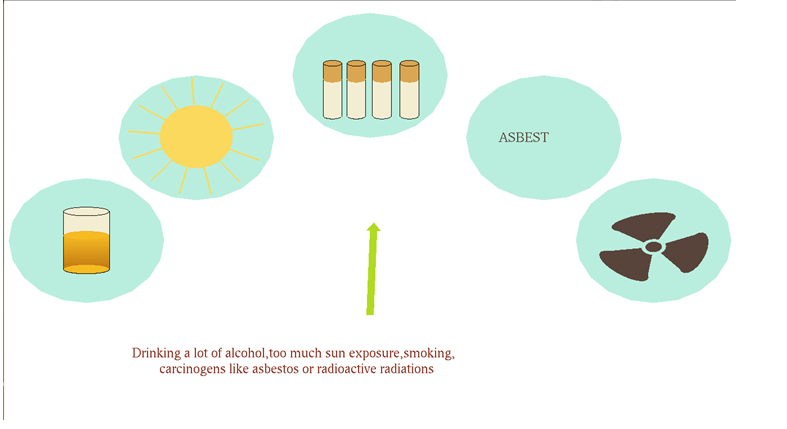 ASBEST
Drinking a lot of alcohol,too much sun exposure,smoking,
carcinogens like asbestos or radioactive radiations